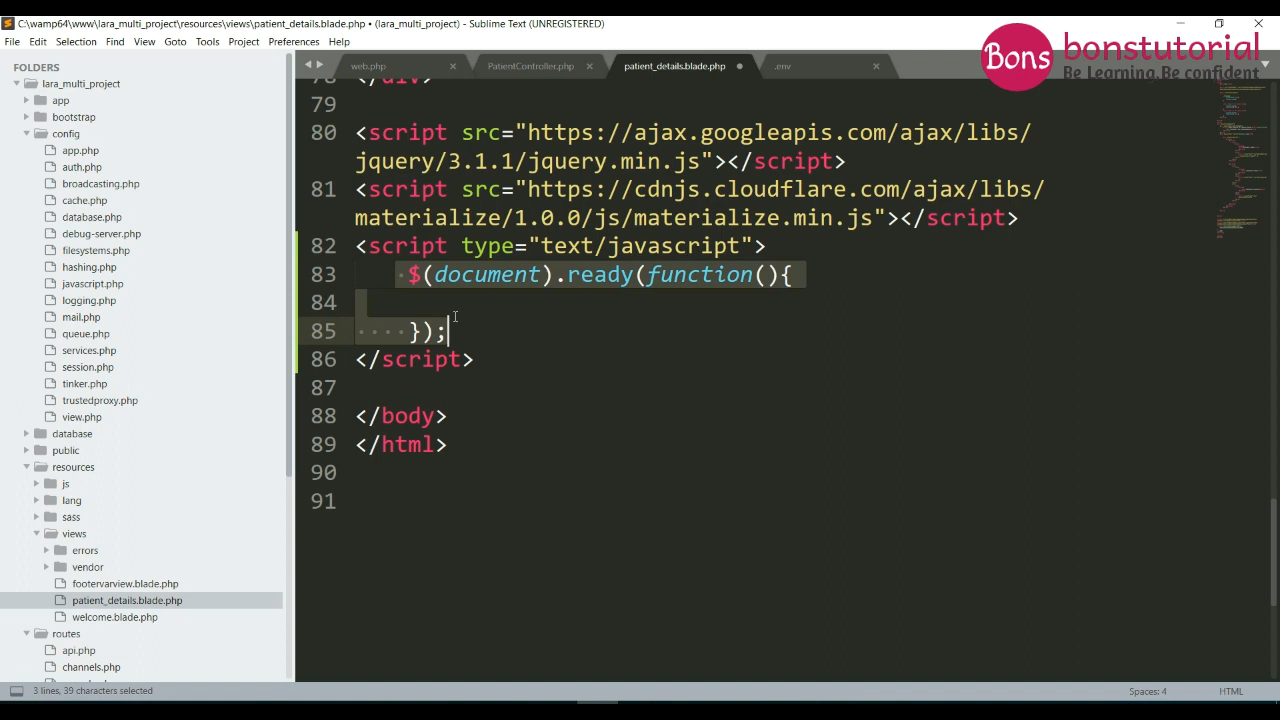 C:\wamp64\www\lara_multi_project\resources\views\patient_details.blade.php • (lara_multi_project) - Sublime Text (UNREGISTERED)
File Edit Selection Find View Goto Tools Project Preferences Help
Bons bonstutorial
Be Learning,Be confident
FOLDERS
lara_multi_project
app
bootstrap
config
app.php
auth.php
broadcasting.php
cache.php
database.php
debug-server.php
filesystems.php
hashing.php
javascript.php
logging.php
mail.php
queue.php
services.php
session.php
tinker.php
trustedproxy.php
view.php
database
public
resources
js
lang
sass
views
errors
vendor
footervarview.blade.php
patient_details.blade.php
welcome.blade.php
routes
api.php
channels.php
web.php PatientController.php patient_details.blade.php .env
78 </div>
79
80 <script src="https://ajax.googleapis.com/ajax/libs/
jquery/3.1.1/jquery.min.js"></script>
81 <script src="https://cdnjs.cloudflare.com/ajax/libs/
materialize/1.0.0/js/materialize.min.js"></script>
82 <script type="text/javascript">
83 $(document).ready(function(){
84
85 });
86 </script>
87
88 </body>
89 </html>
90
91
3 lines, 39 characters selected Spaces: 4 HTML